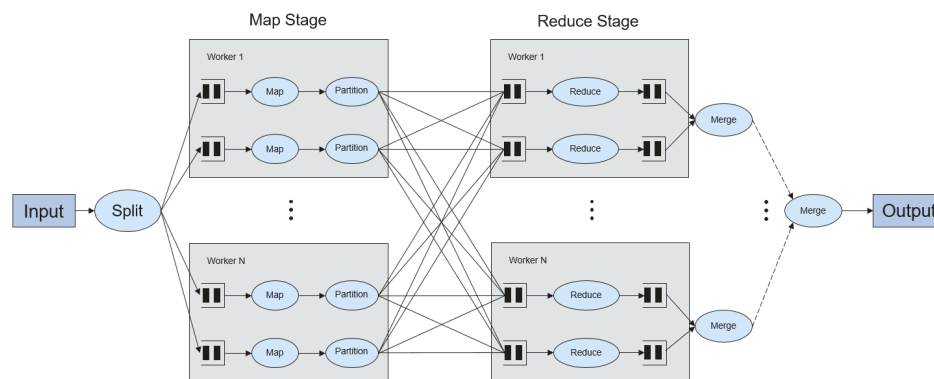 Map Stage
Reduce Stage
Worker 1
Worker 1
Map
Partition
Reduce
Merge
Map
Partition
Reduce
Input
Split
Merge
Output
Worker N
Worker N
Map
Partition
Reduce
Merge
Map
Partition
Reduce